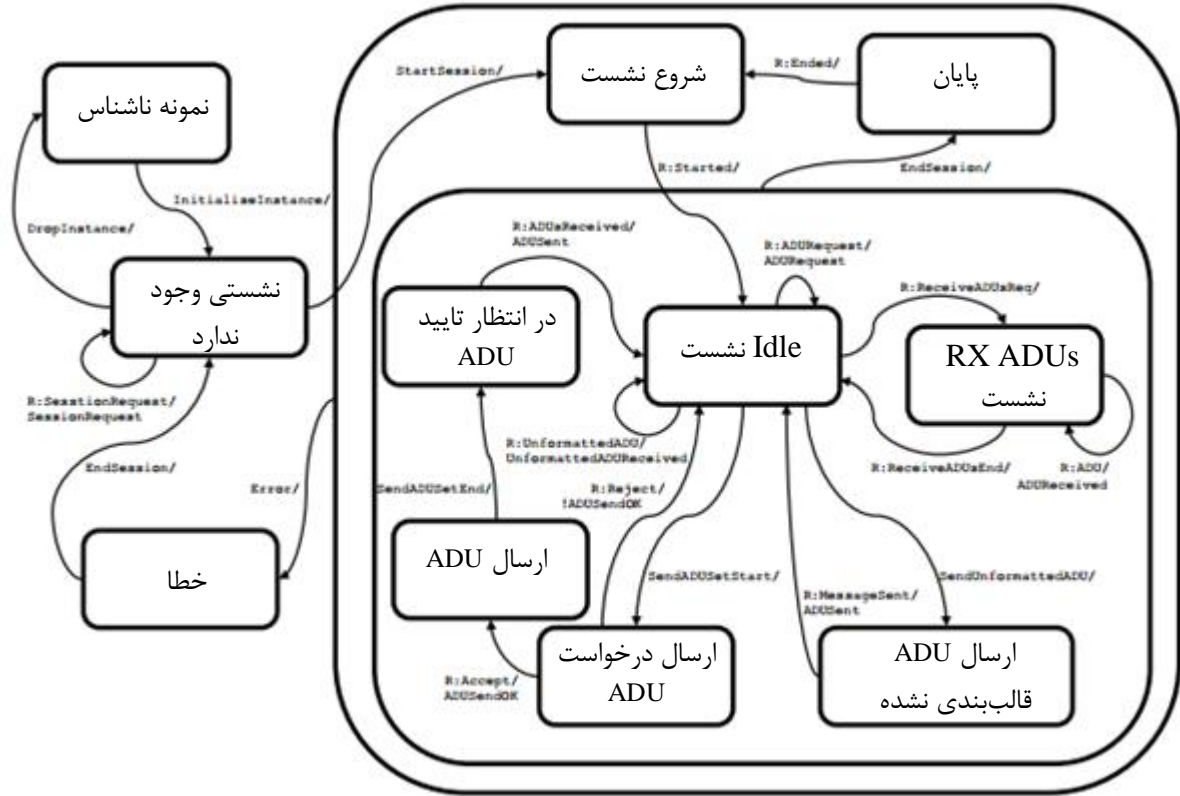 شروع نشست
پایان
R:Ended/
StartSession/
نمونه ناشناس
R:Started/
EndSession/
InitialiseInstance/
DropInstance/
R:ADUsReceived/
ADUSent
R:ADURequest/
ADURequest
R:ReceiveADUsReq/
نشستی وجود
ندارد
در انتظار تایید
ADU
Idle نشست
RX ADUs
نشست
R:SesstionRequest/
SessionRequest
R:UnformattedADU/
UnformattedADUReceived
R:ReceiveADUsEnd/
R:ADU/
ADUReceived
EndSession/
Error/
SendADUSetEnd/
R:Reject/
!ADUSendOK
خطا
ارسال ADU
SendADUSetStart/
SendUnformattedADU/
R:MessageSent/
ADUSent
R:Accept/
ADUSendOK
ارسال درخواست
ADU
ارسال ADU
قالب‌بندی نشده